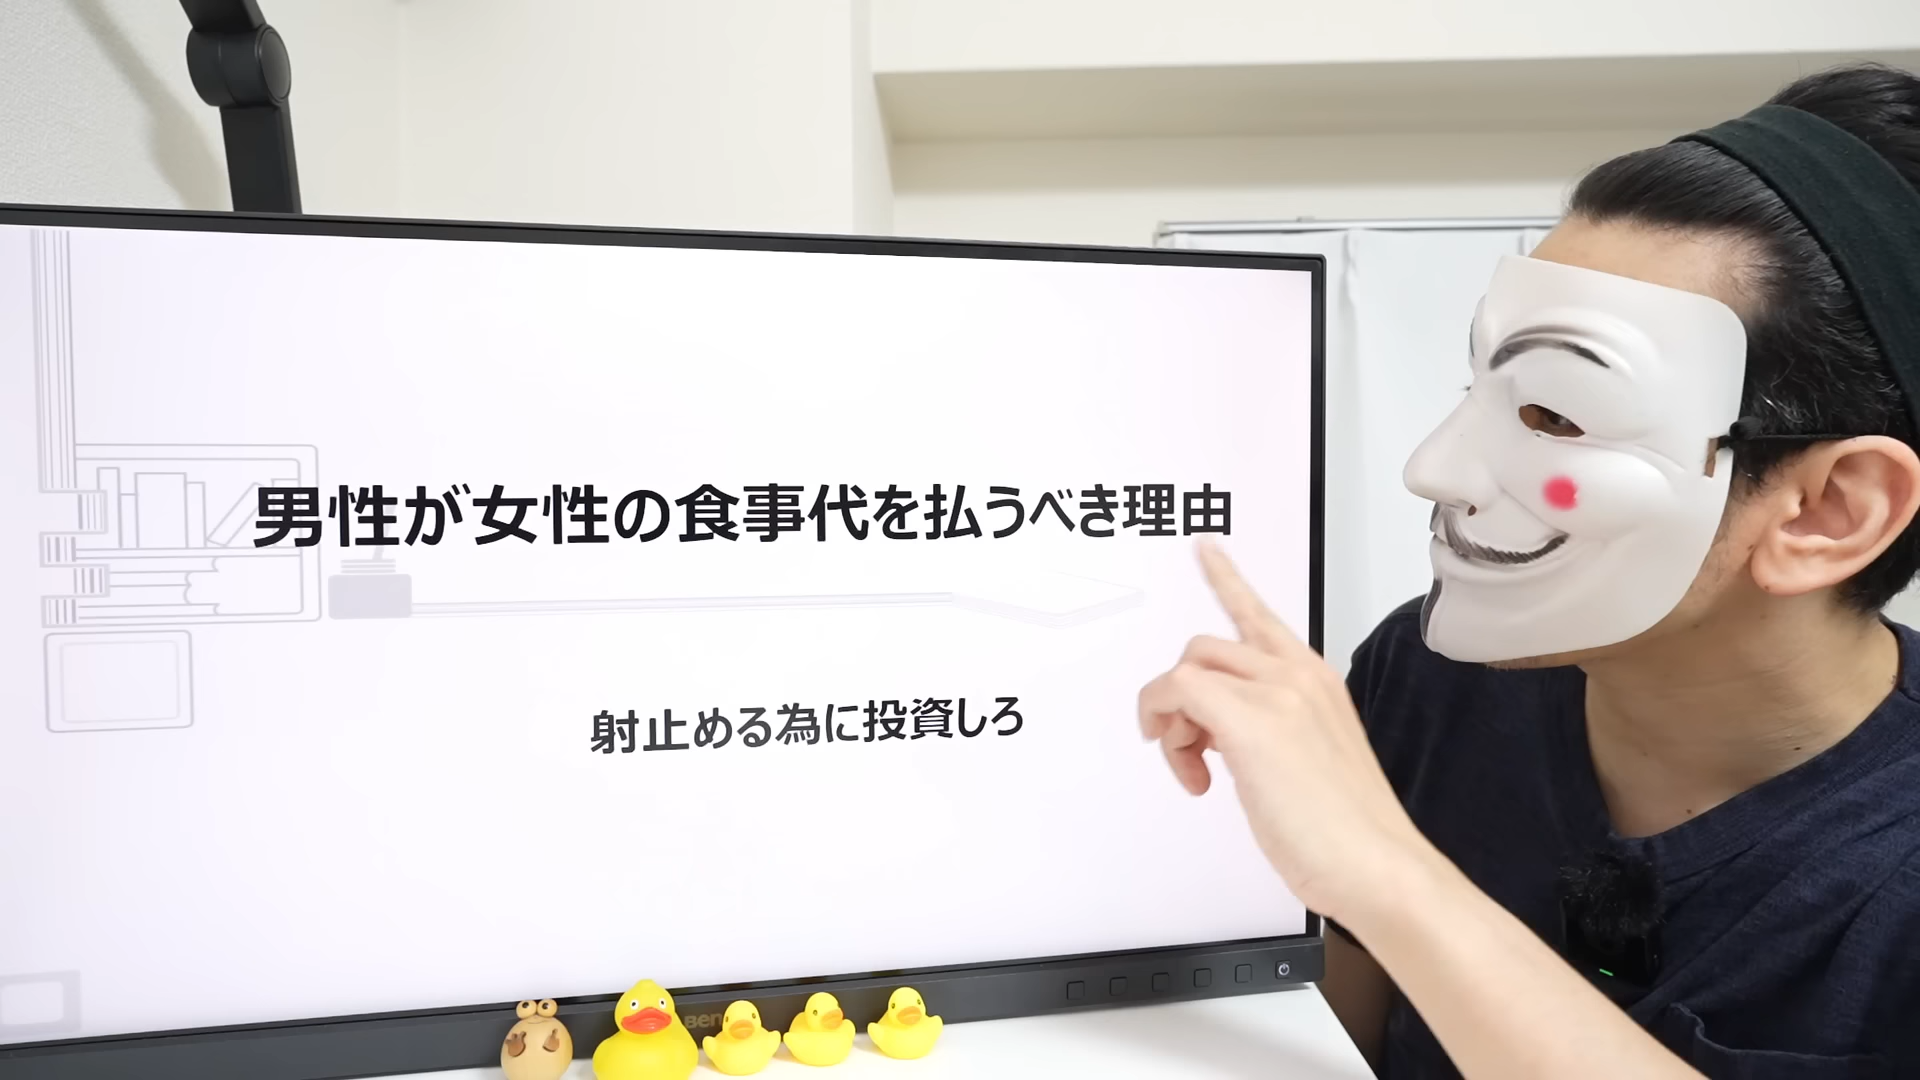 男性が女性の食事代を払うべき理由
射止める為に投資しろ
Ben